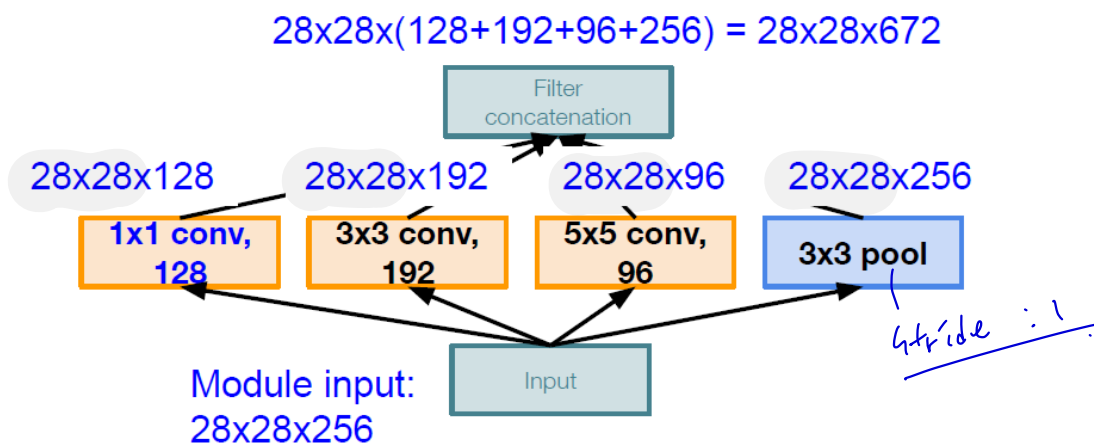 28x28x(128+192+96+256) = 28x28x672
Filter
concatenation
28x28x128
28x28x192
28x28x96
28x28x256
1x1 conv,
128
3x3 conv,
192
5x5 conv,
96
3x3 pool
stride : 1
Input
Module input:
28x28x256